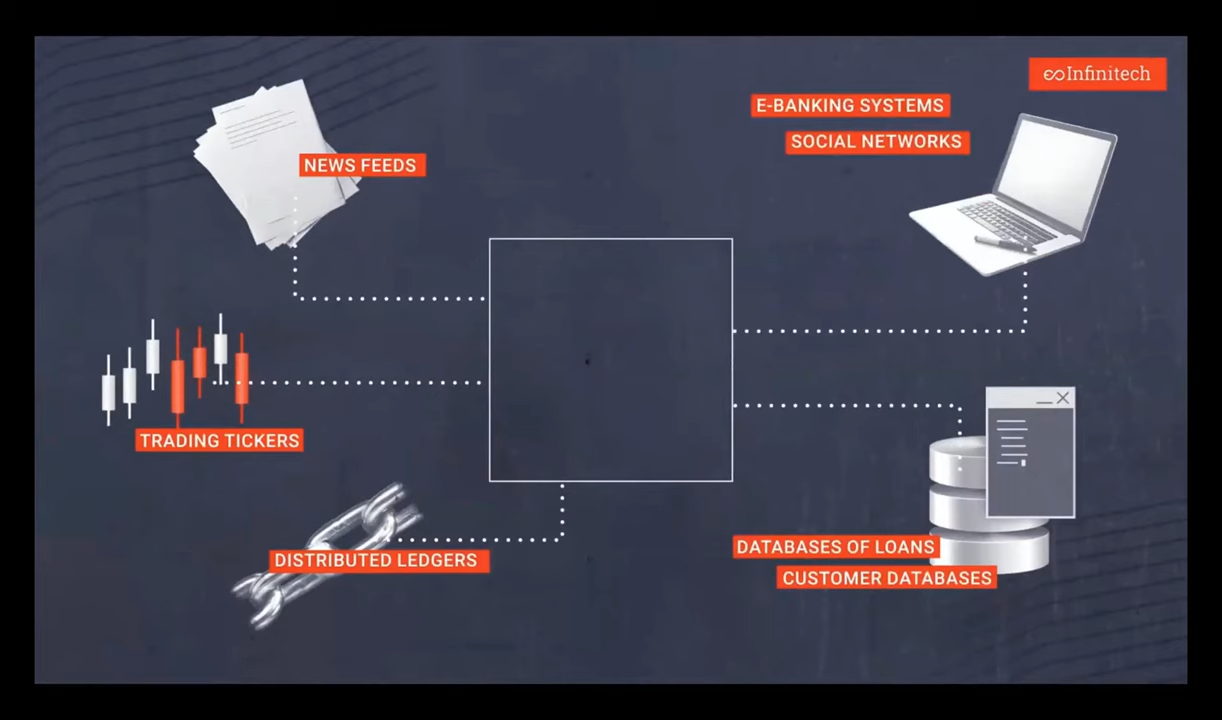 Infinitech
E-BANKING SYSTEMS
SOCIAL NETWORKS
NEWS FEEDS
TRADING TICKERS
DISTRIBUTED LEDGERS
DATABASES OF LOANS
CUSTOMER DATABASES